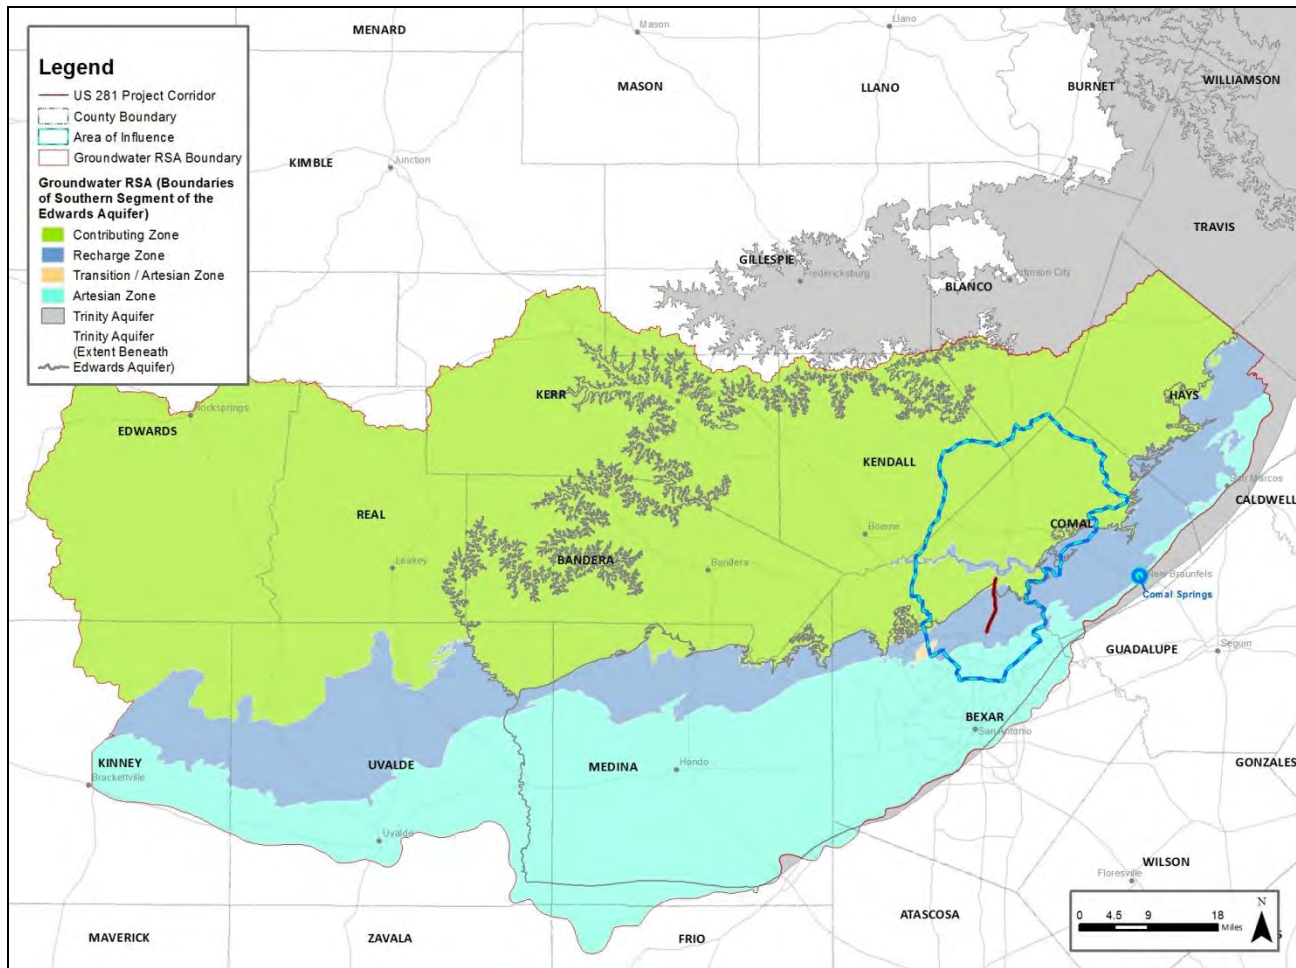 MENARD
Mason
Llano
Burnet
Legend
US 281 Project Corridor
County Boundary
Area of Influence
Groundwater RSA Boundary
Groundwater RSA (Boundaries
of Southern Segment of the
Edwards Aquifer)
Contributing Zone
Recharge Zone
Transition / Artesian Zone
Artesian Zone
Trinity Aquifer
Trinity Aquifer
(Extent Beneath
Edwards Aquifer)
WILLIAMSON
MASON
LLANO
BURNET
KIMBLE
Junction
TRAVIS
GILLESPIE
Fredericksburg
Johnson City
BLANCO
KERR
HAYS
Rocksprings
EDWARDS
KENDALL
San Marcos
CALDWELL
REAL
COMAL
Boerne
Leakey
BANDERA
Bandera
New Braunfels
Comal Springs
GUADALUPE
Seguin
BEXAR
San Antonio
KINNEY
Brackettville
UVALDE
MEDINA
Hondo
GONZALES
Uvalde
WILSON
Floresville
ATASCOSA
MAVERICK
ZAVALA
FRIO
0 4.5 9 18
Miles
N